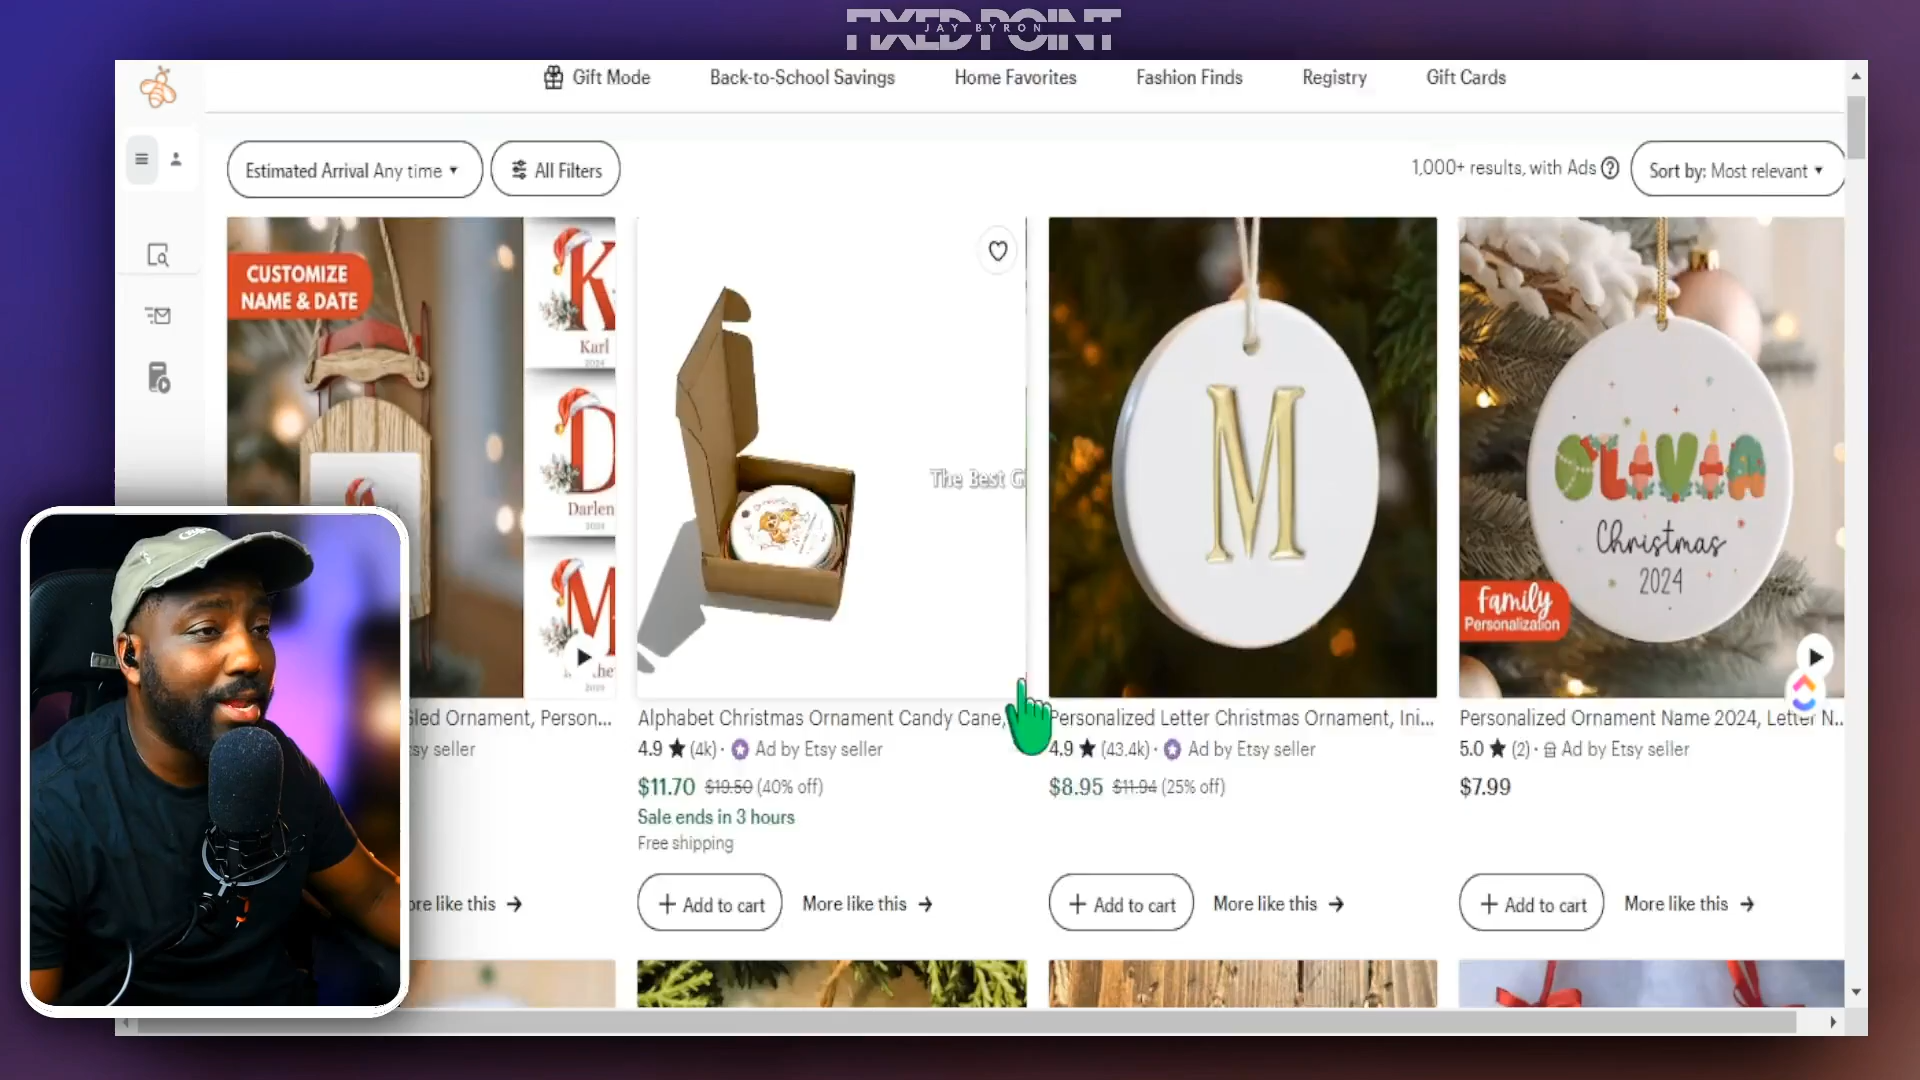 FIXED POINT
JAY BYRON
Gift Mode
Back-to-School Savings
Home Favorites
Fashion Finds
Registry
Gift Cards
Estimated Arrival Any time
All Filters
1,000+ results, with Ads
Sort by: Most relevant
CUSTOMIZE
NAME & DATE
K
Karl
2024
D
Darlen
M
The Best G
M
OLIVIA
Christmas
2024
Family
Personalization
Sled Ornament, Person...
Alphabet Christmas Ornament Candy Cane,
Personalized Letter Christmas Ornament, Ini...
Personalized Ornament Name 2024, Letter N...
sy seller
4.9 ★ (4k) · Ad by Etsy seller
4.9 ★ (43.4k) · Ad by Etsy seller
5.0 ★ (2) · Ad by Etsy seller
$11.70 $19.50 (40% off)
$8.95 $11.94 (25% off)
$7.99
Sale ends in 3 hours
Free shipping
ore like this →
+ Add to cart
More like this →
+ Add to cart
More like this →
+ Add to cart
More like this →